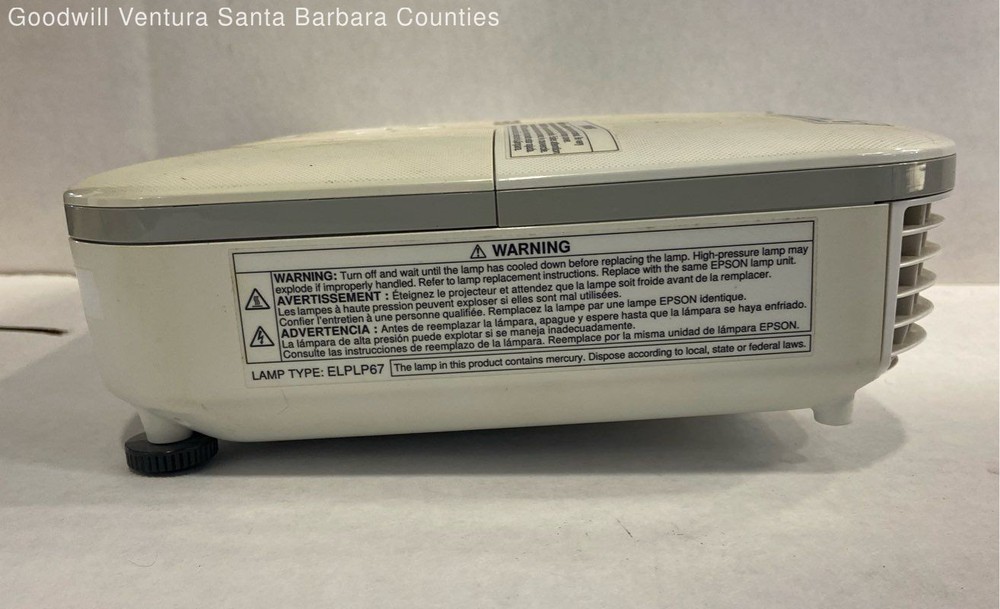 Goodwill Ventura Santa Barbara Counties
WARNING
WARNING: Turn off and wait until the lamp has cooled down before replacing the lamp. High-pressure lamp may
explode if improperly handled. Refer to lamp replacement instructions. Replace with the same EPSON lamp unit.
AVERTISSEMENT : Éteignez le projecteur et attendez que la lampe soit froide avant de la remplacer.
Les lampes à haute pression peuvent exploser si elles sont mal utilisées.
Confier l'entretien à une personne qualifiée. Remplacez la lampe par une lampe EPSON identique.
ADVERTENCIA : Antes de reemplazar la lámpara, apague y espere hasta que la lámpara se haya enfriado.
La lámpara de alta presión puede explotar si se maneja inadecuadamente.
Consulte las instrucciones de reemplazo de la lámpara. Reemplace por la misma unidad de lámpara EPSON.
LAMP TYPE: ELPLP67 The lamp in this product contains mercury. Dispose according to local, state or federal laws.